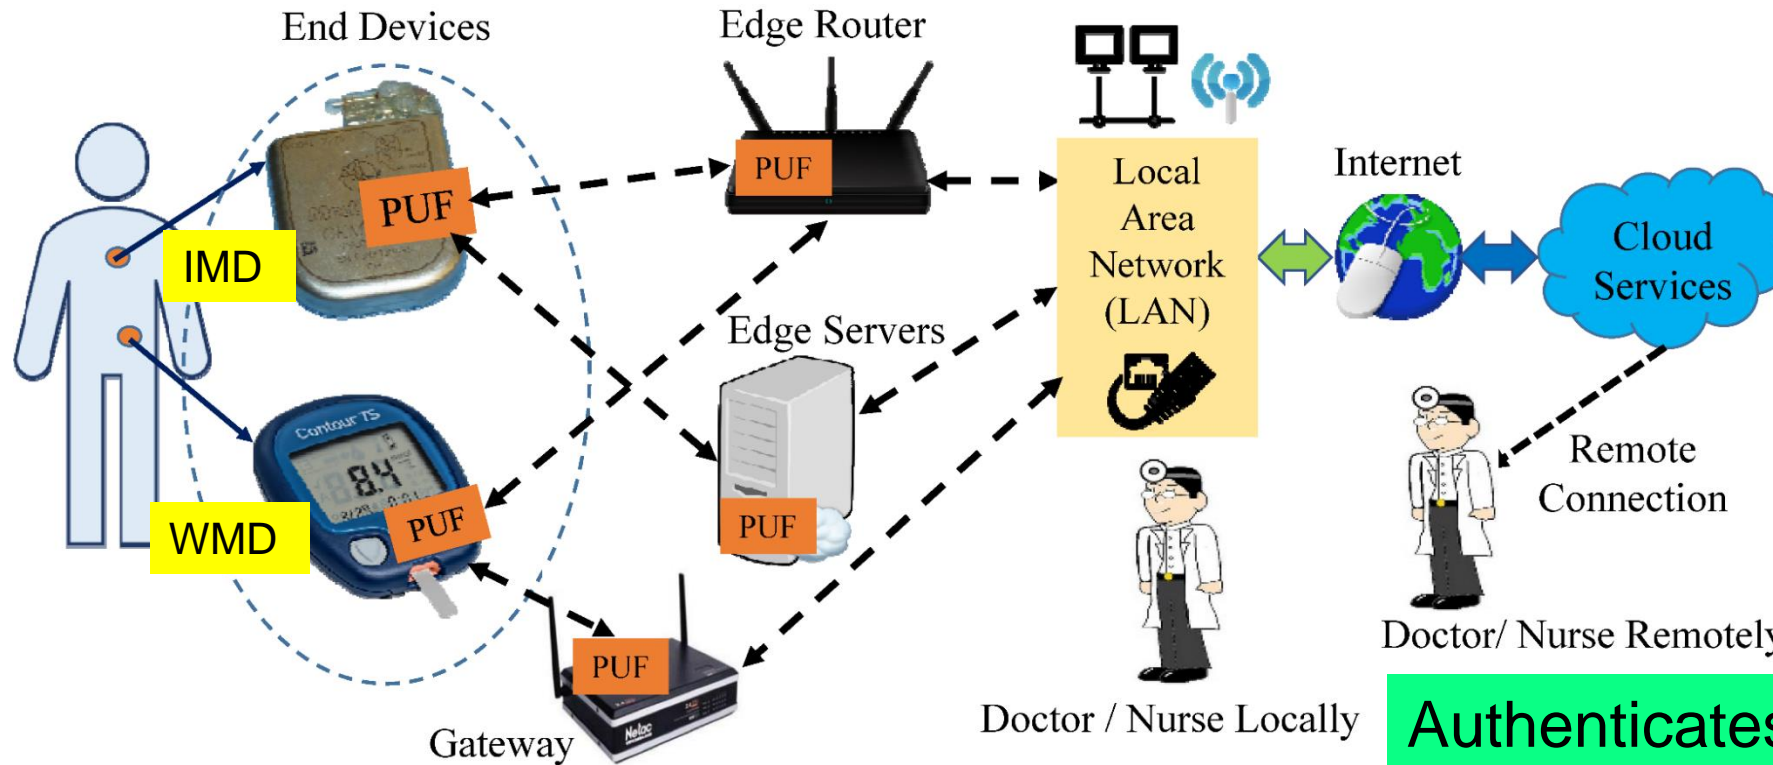 End Devices
Edge Router
PUF
PUF
IMD
Local
Area
Network
(LAN)
Internet
Cloud
Services
Edge Servers
Contour TS
8.4
PUF
WMD
PUF
Remote
Connection
PUF
Netac
Gateway
Doctor / Nurse Locally
Doctor/ Nurse Remotely
Authenticates